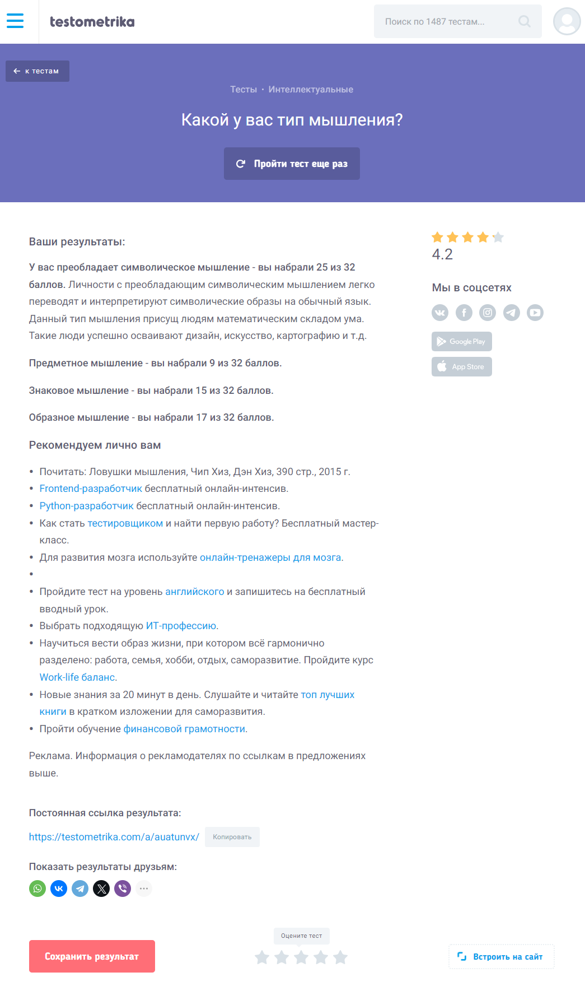 testometrika
Поиск по 1487 тестам...
← к тестам
Тесты • Интеллектуальные
Какой у вас тип мышления?
Пройти тест еще раз
Ваши результаты:
У вас преобладает символическое мышление - вы набрали 25 из 32
баллов. Личности с преобладающим символическим мышлением легко
переводят и интерпретируют символические образы на обычный язык.
Данный тип мышления присущ людям математическим складом ума.
Такие люди успешно осваивают дизайн, искусство, картографию и т.д.
Предметное мышление - вы набрали 9 из 32 баллов.
Знаковое мышление - вы набрали 15 из 32 баллов.
Образное мышление - вы набрали 17 из 32 баллов.
Рекомендуем лично вам
• Почитать: Ловушки мышления, Чип Хиз, Дэн Хиз, 390 стр., 2015 г.
• Frontend-разработчик бесплатный онлайн-интенсив.
• Python-разработчик бесплатный онлайн-интенсив.
• Как стать тестировщиком и найти первую работу? Бесплатный мастер-
класс.
• Для развития мозга используйте онлайн-тренажеры для мозга.
•
• Пройдите тест на уровень английского и запишитесь на бесплатный
вводный урок.
• Выбрать подходящую ИТ-профессию.
• Научиться вести образ жизни, при котором всё гармонично
разделено: работа, семья, хобби, отдых, саморазвитие. Пройдите курс
Work-life баланс.
• Новые знания за 20 минут в день. Слушайте и читайте топ лучших
книги в кратком изложении для саморазвития.
• Пройти обучение финансовой грамотности.
Реклама. Информация о рекламодателях по ссылкам в предложениях
выше.
Постоянная ссылка результата:
https://testometrika.com/a/auatunvx/
Копировать
Показать результаты друзьям:
Сохранить результат
Оцените тест
Встроить на сайт
4.2
Мы в соцсетях
Google Play
App Store